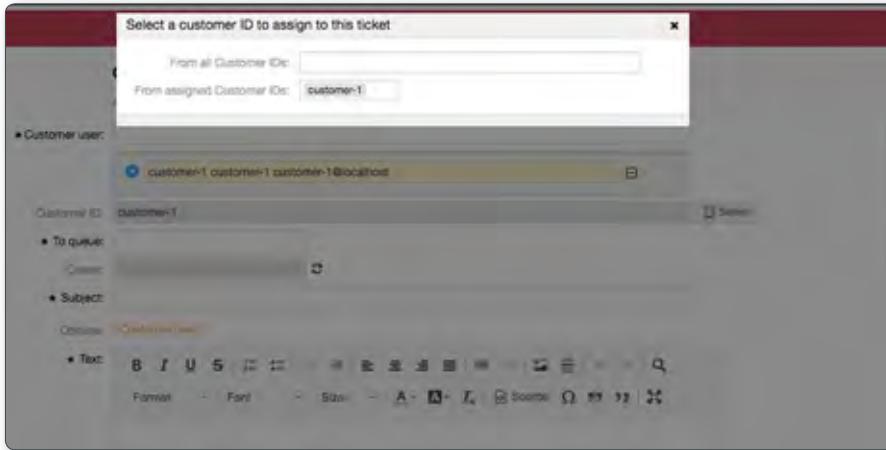 Select a customer ID to assign to this ticket
From all Customer IDs:
From assigned Customer IDs: customer-1
★ Customer user:
customer-1 customer-1 customer-1@localhost
Customer ID: customer-1 Select
★ To queue:
Owner:
★ Subject:
Options: [Customer user]
★ Text:
B I U S
Format Font Size A A Source Ω